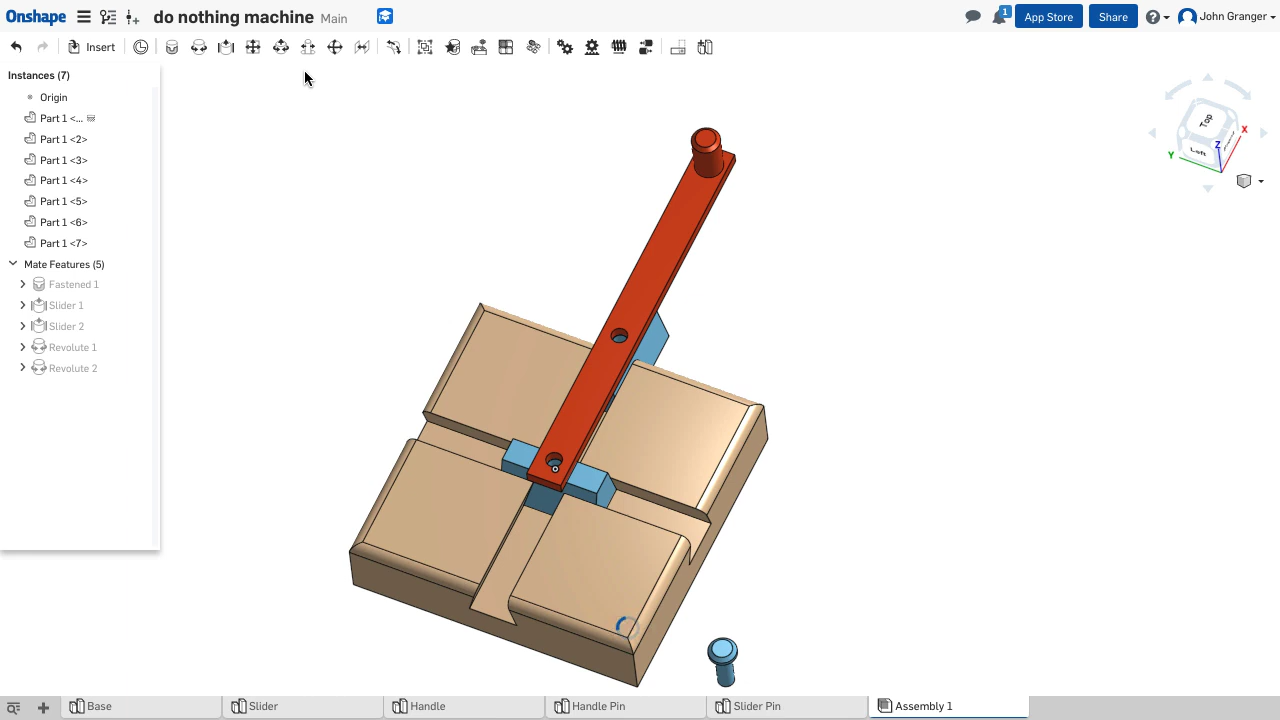 Onshape
do nothing machine Main
1
App Store
Share
John Granger
Insert
Instances (7)
Origin
Part 1 <...
Part 1 <2>
Part 1 <3>
Part 1 <4>
Part 1 <5>
Part 1 <6>
Part 1 <7>
Mate Features (5)
Fastened 1
Slider 1
Slider 2
Revolute 1
Revolute 2
Top
Left
X
Y
Z
Base
Slider
Handle
Handle Pin
Slider Pin
Assembly 1